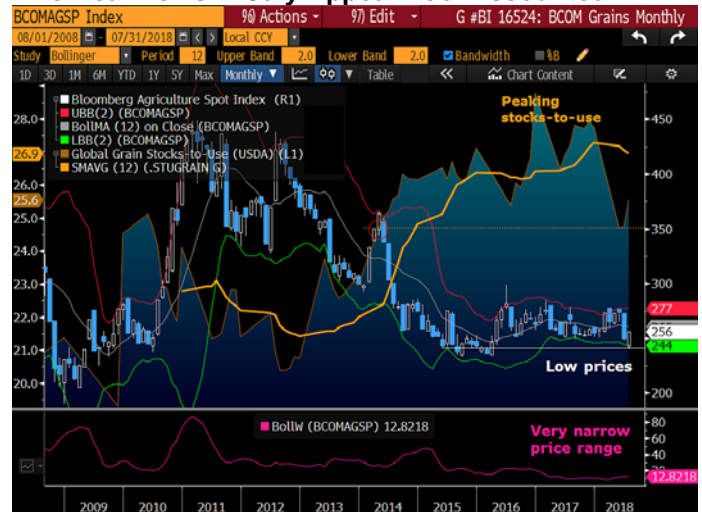 BCOMAGSP Index 96) Actions 97) Edit G #BI 16524: BCOM Grains Monthly
08/01/2008 - 07/31/2018 Local CCY
Study Bollinger Period 12 Upper Band 2.0 Lower Band 2.0 Bandwidth %B
1D 3D 1M 6M YTD 1Y 5Y Max Monthly ▼ Table « Chart Content
Bloomberg Agriculture Spot Index (R1)
UBB(2) (BCOMAGSP)
BollMA (12) on Close (BCOMAGSP)
LBB(2) (BCOMAGSP)
Global Grain Stocks-to-Use (USDA) (L1)
SMAVG (12) (.STUGRAIN G)
Peaking
stocks-to-use
28.0
26.9
26.0
25.6
25.0
24.0
23.0
22.0
21.0
20.0
450
400
350
300
277
256
244
200
Low prices
BollW (BCOMAGSP) 12.8218
Very narrow
price range
80
60
40
12.8218
2009 2010 2011 2012 2013 2014 2015 2016 2017 2018